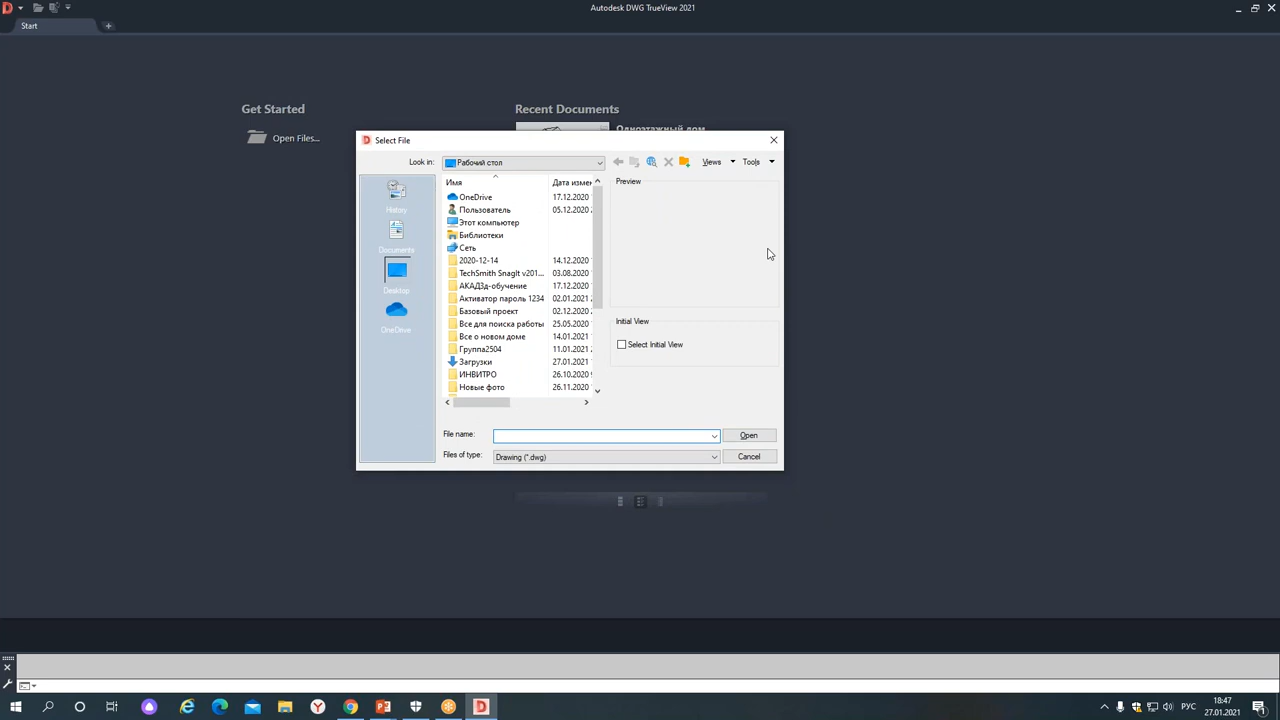 Autodesk DWG TrueView 2021
Start
Get Started
Recent Documents
Open Files...
Одноэтажный дом
Select File
Look in:
Рабочий стол
Views
Tools
Имя
Дата измен
Preview
History
Documents
Desktop
OneDrive
OneDrive 17.12.2020
Пользователь 05.12.2020 2
Этот компьютер
Библиотеки
Сеть
2020-12-14 14.12.2020
TechSmith SnagIt v201... 03.08.2020
АКАД3д-обучение 17.12.2020
Активатор пароль 1234 02.01.2021
Базовый проект 02.12.2020
Все для поиска работы 25.05.2020
Все о новом доме 14.01.2021
Группа2504 11.01.2021 2
Загрузки 27.01.2021
ИНВИТРО 26.10.2020 9
Новые фото 26.11.2020
Initial View
Select Initial View
File name:
Open
Files of type:
Drawing (*.dwg)
Cancel
РУС
18:47
27.01.2021
1